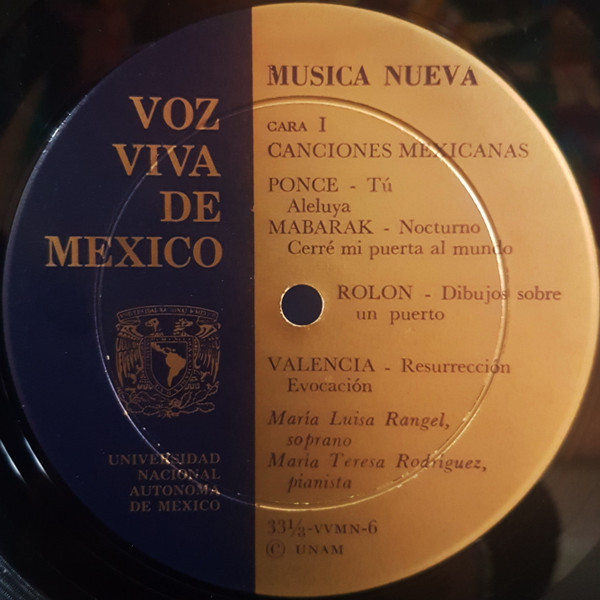 VOZ
VIVA
DE
MEXICO
UNIVERSIDAD
NACIONAL
AUTONOMA
DE MEXICO
MUSICA NUEVA
CARA I
CANCIONES MEXICANAS
PONCE - Tú
Aleluya
MABARAK - Nocturno
Cerré mi puerta al mundo
ROLON - Dibujos sobre
un puerto
VALENCIA - Resurrección
Evocación
María Luisa Rangel,
soprano
María Teresa Rodríguez,
pianista
33⅓-VVMN-6
© UNAM